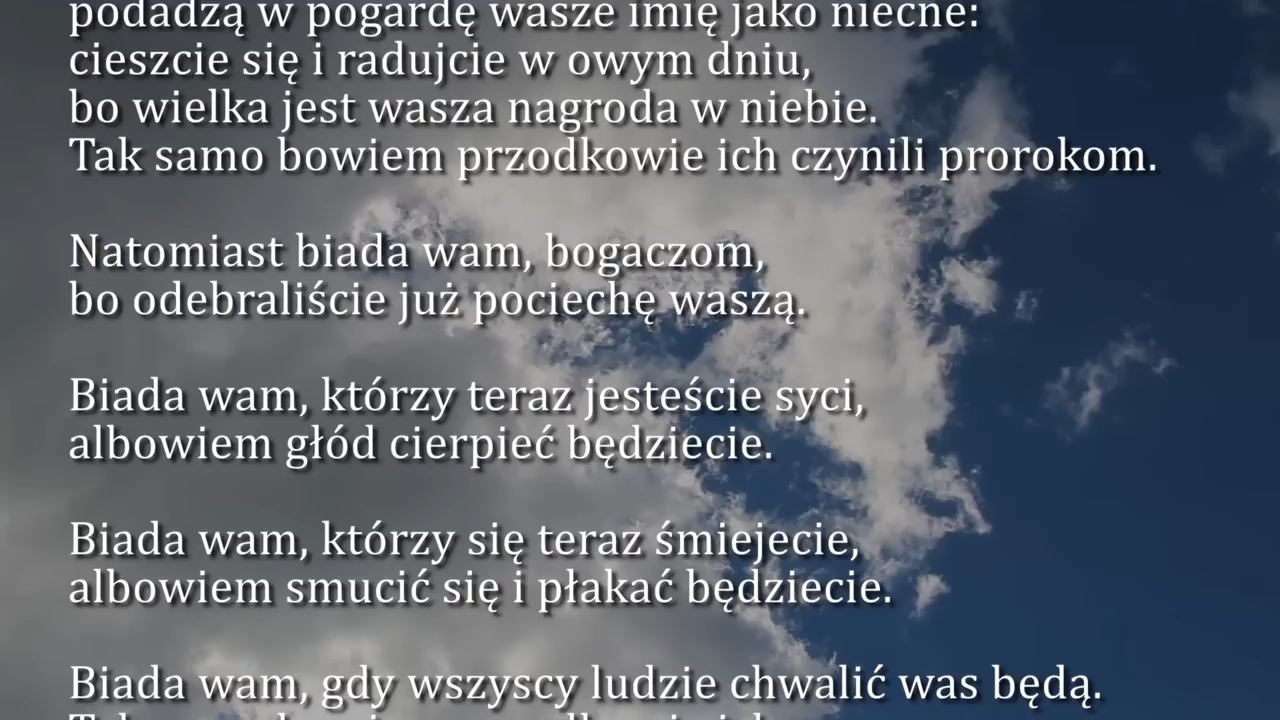 podadzą w pogardę wasze imię jako niecne:
cieszcie się i radujcie w owym dniu,
bo wielka jest wasza nagroda w niebie.
Tak samo bowiem przodkowie ich czynili prorokom.
Natomiast biada wam, bogaczom,
bo odebraliście już pociechę waszą.
Biada wam, którzy teraz jesteście syci,
albowiem głód cierpieć będziecie.
Biada wam, którzy się teraz śmiejecie,
albowiem smucić się i płakać będziecie.
Biada wam, gdy wszyscy ludzie chwalić was będą.